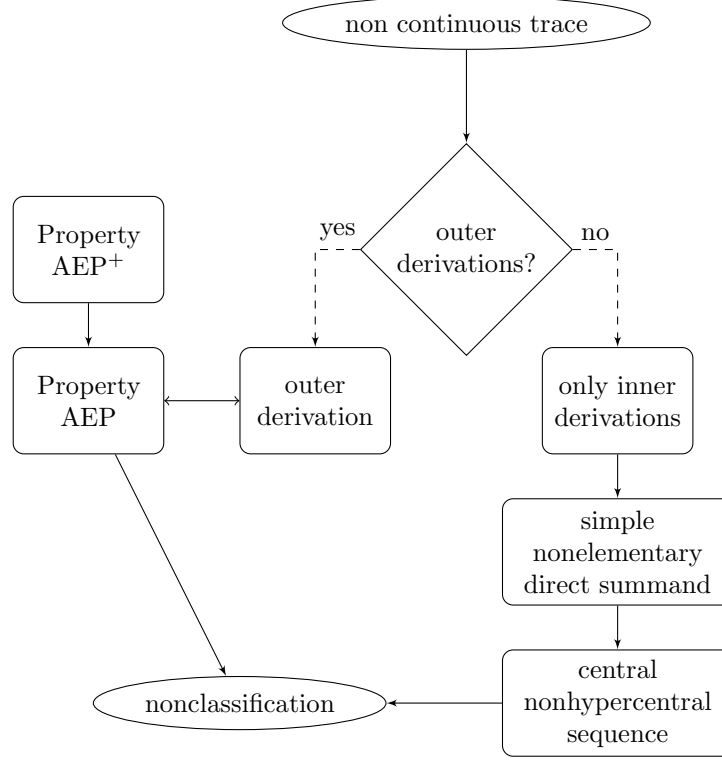 non continuous trace
yes
outer
derivations?
no
Property
AEP⁺
Property
AEP
outer
derivation
only inner
derivations
simple
nonelementary
direct summand
central
nonhypercentral
sequence
nonclassification